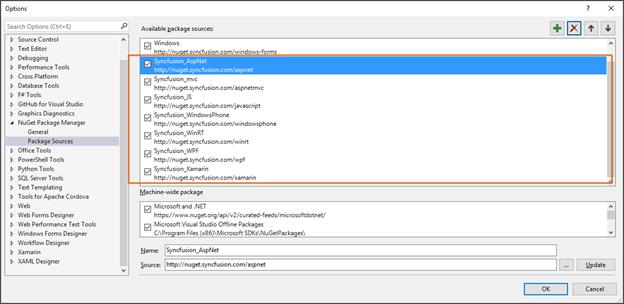 Options
? ×
Search Options (Ctrl+E)
Source Control
Text Editor
Debugging
Performance Tools
Cross Platform
Database Tools
F# Tools
GitHub for Visual Studio
Graphics Diagnostics
NuGet Package Manager
General
Package Sources
Office Tools
PowerShell Tools
Python Tools
SQL Server Tools
Text Templating
Tools for Apache Cordova
Web
Web Forms Designer
Web Performance Test Tools
Windows Forms Designer
Workflow Designer
Xamarin
XAML Designer
Available package sources:
Windows
http://nuget.syncfusion.com/windows-forms
Syncfusion_AspNet
http://nuget.syncfusion.com/aspnet
Syncfusion_mvc
http://nuget.syncfusion.com/aspnetmvc
Syncfusion_JS
http://nuget.syncfusion.com/javascript
Syncfusion_WindowsPhone
http://nuget.syncfusion.com/windowsphone
Syncfusion_WinRT
http://nuget.syncfusion.com/winrt
Syncfusion_WPF
http://nuget.syncfusion.com/wpf
Syncfusion_Xamarin
http://nuget.syncfusion.com/xamarin
Machine-wide package
Microsoft and .NET
https://www.nuget.org/api/v2/curated-feeds/microsoftdotnet/
Microsoft Visual Studio Offline Packages
C:\Program Files (x86)\Microsoft SDKs\NuGetPackages\
Name:
Syncfusion_AspNet
Source:
http://nuget.syncfusion.com/aspnet
...
Update
OK
Cancel